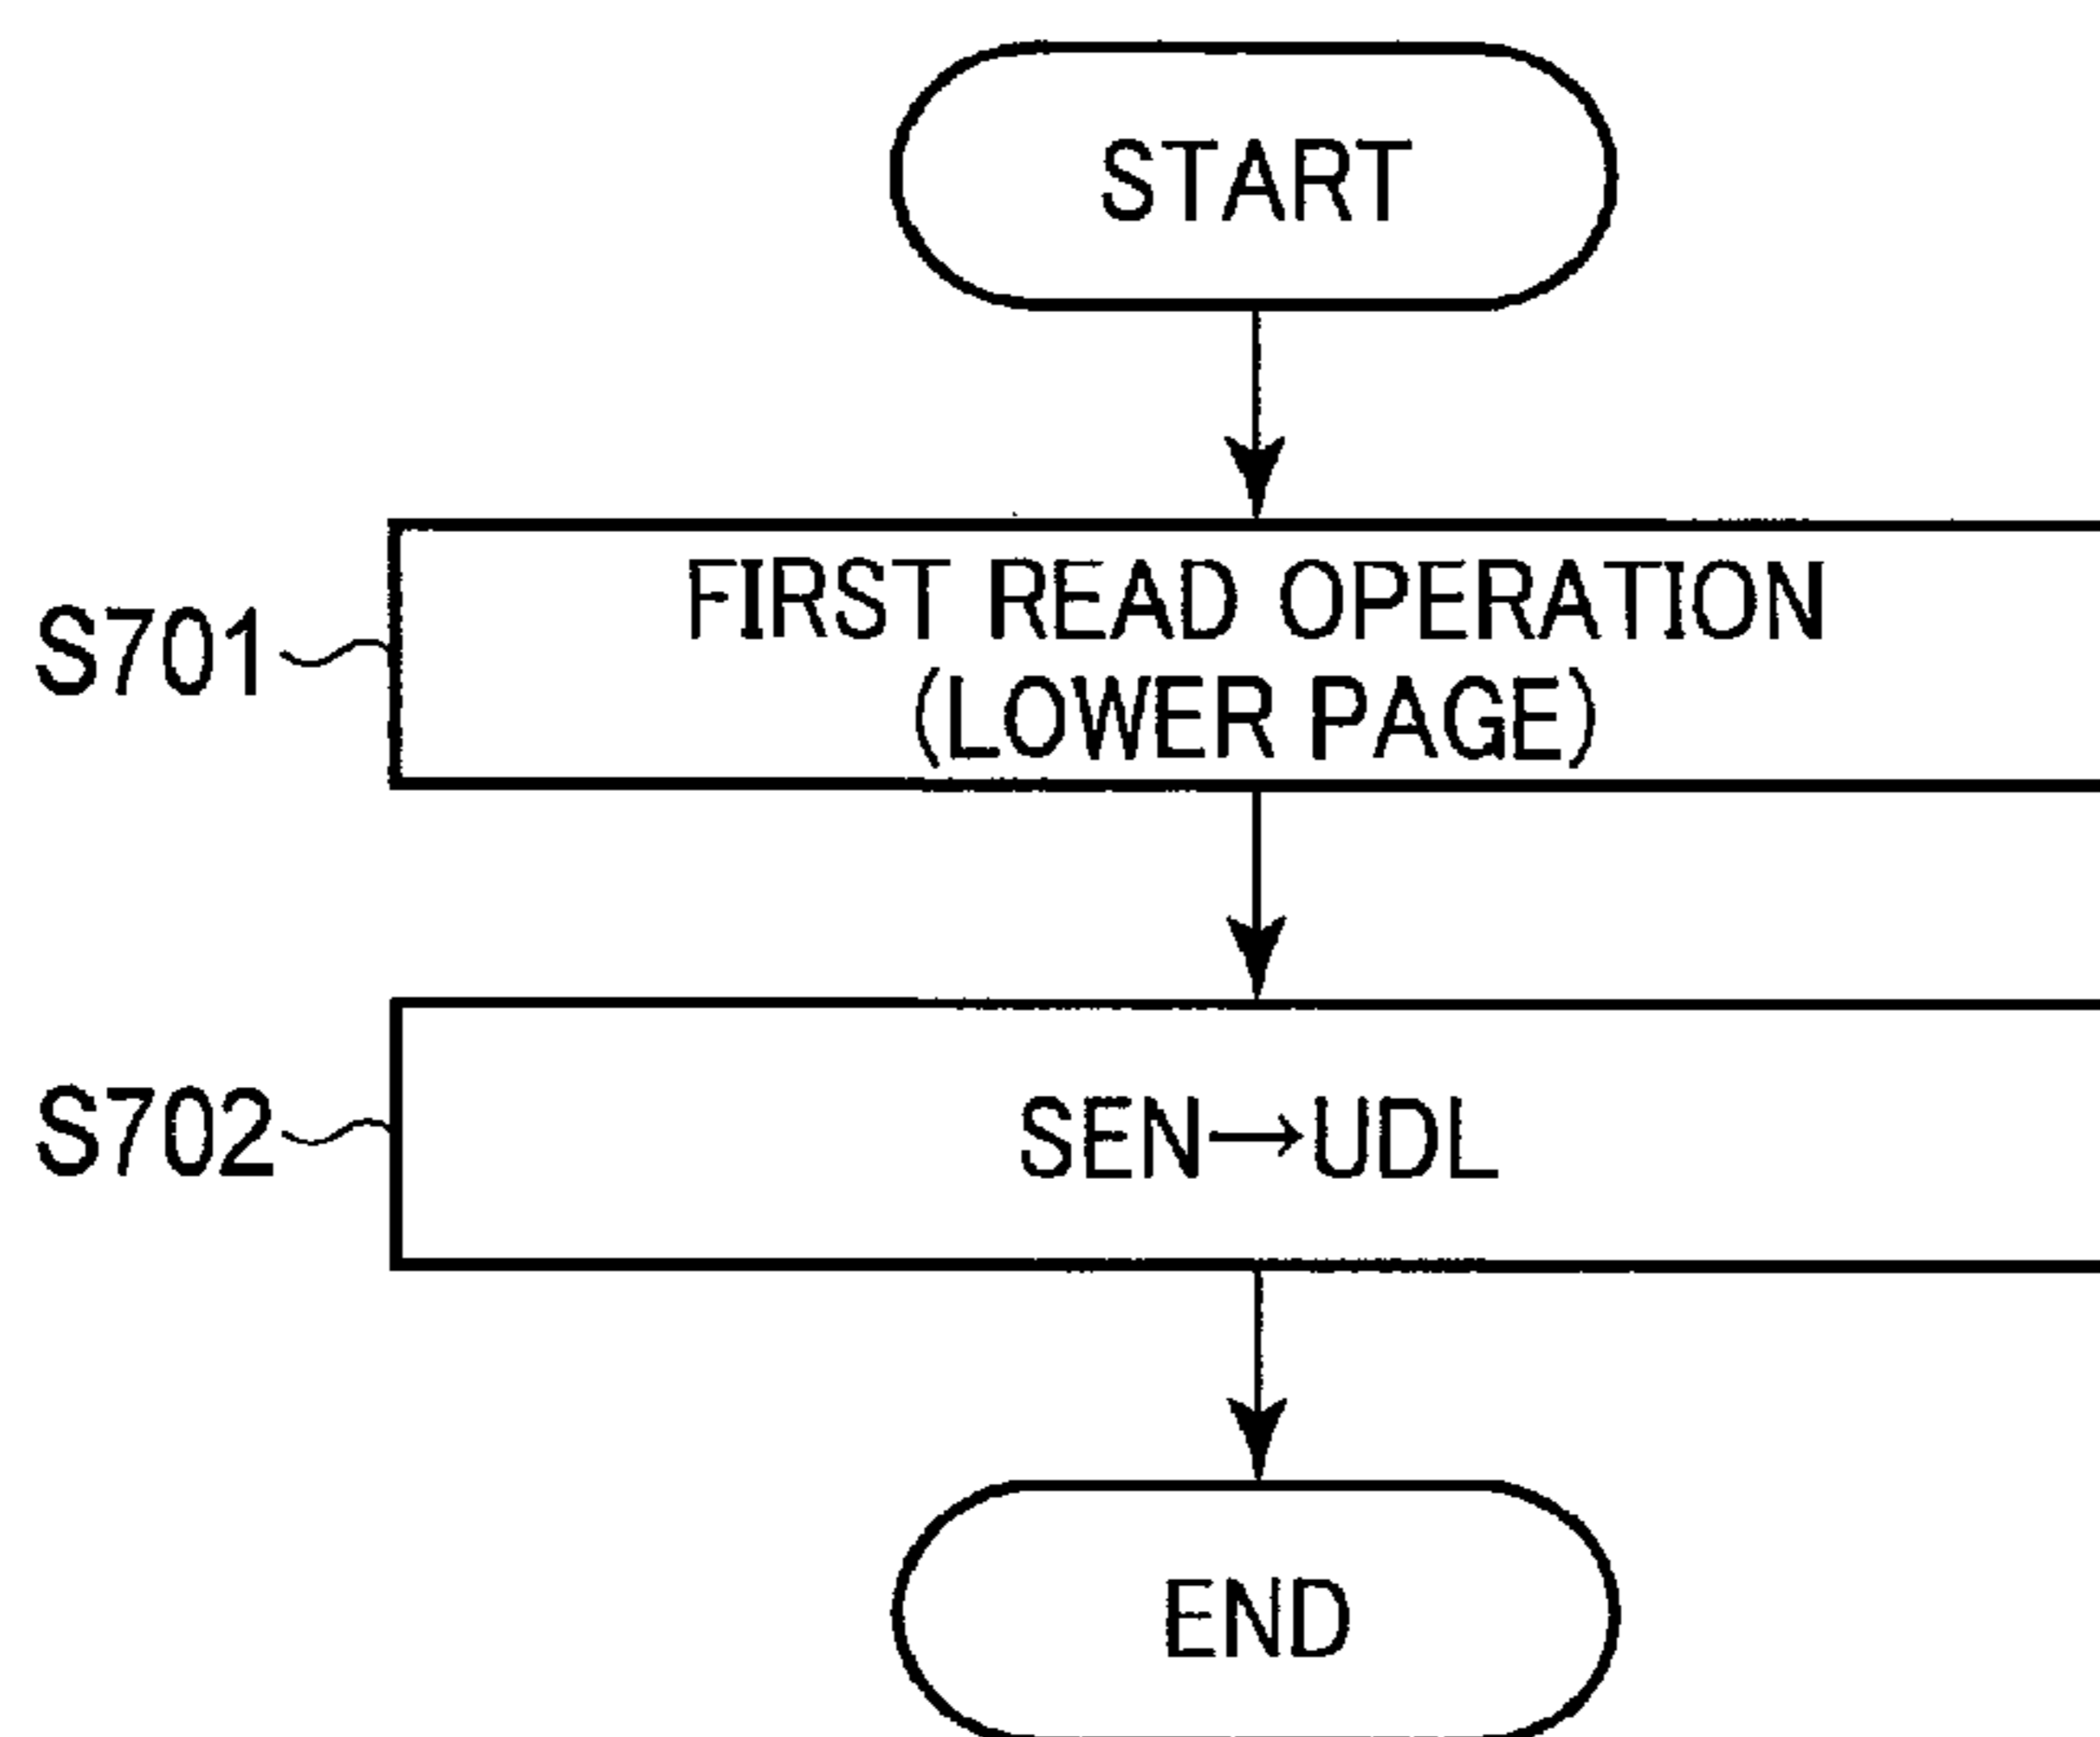 START
FIRST READ OPERATION
(LOWER PAGE)
S701
SEN→UDL
S702
END